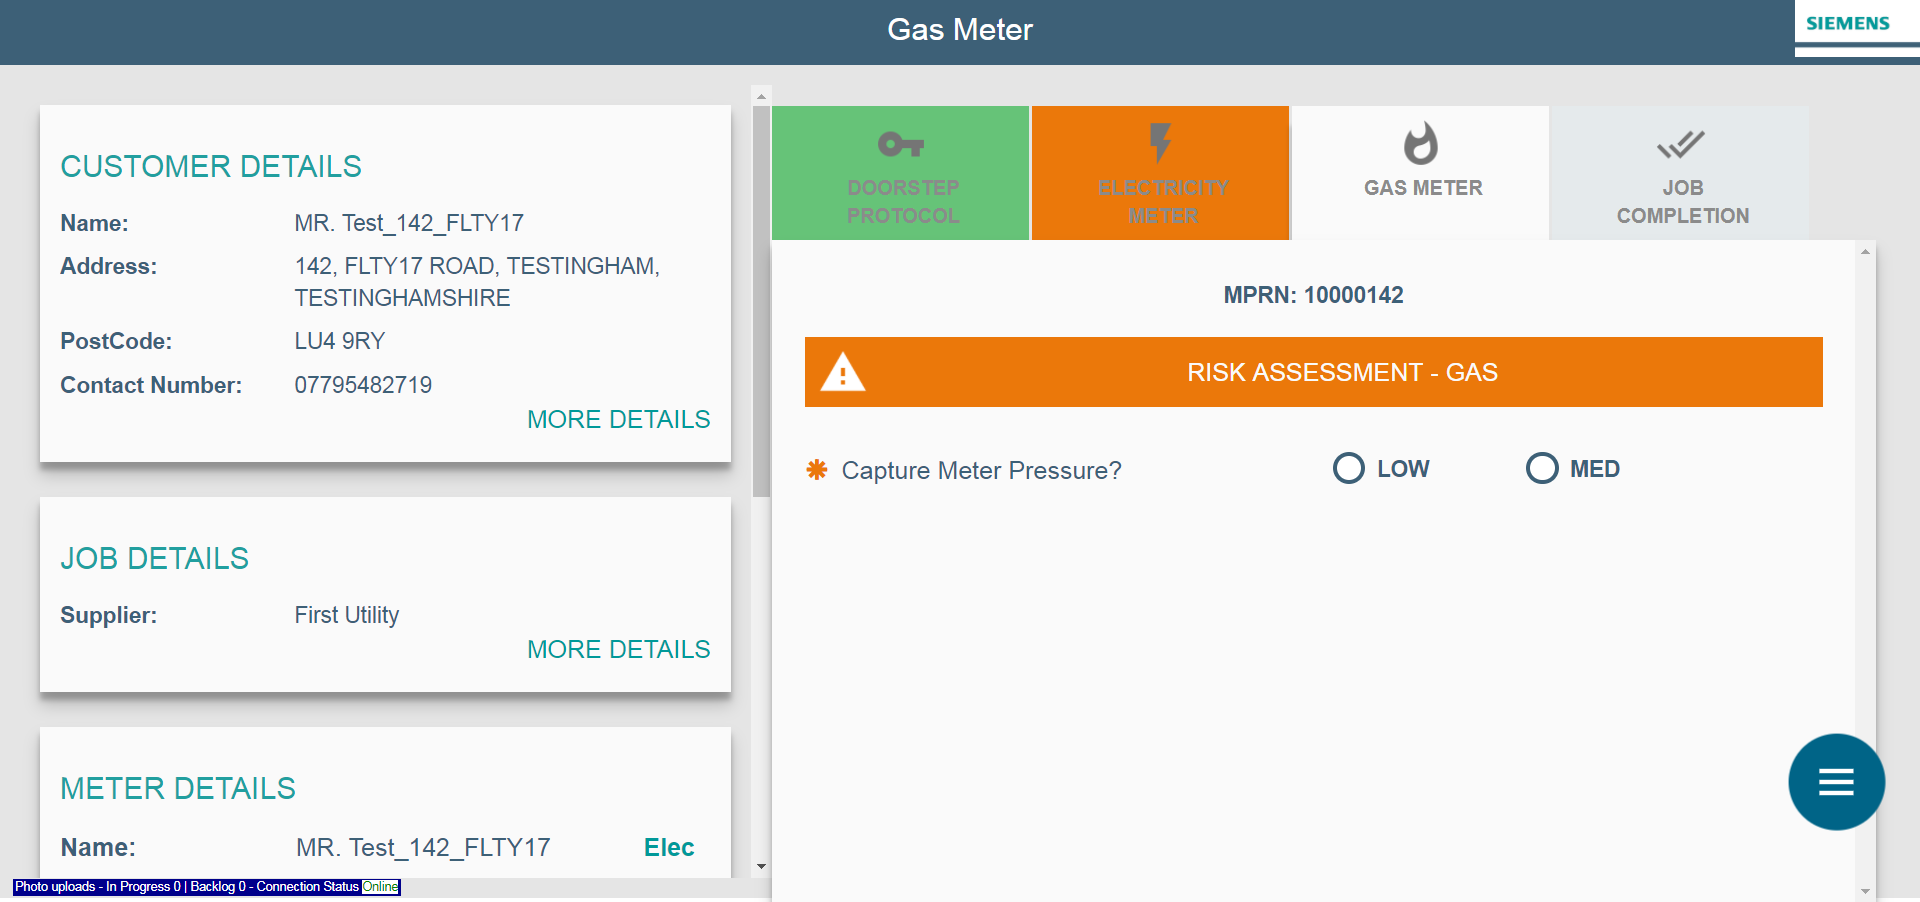 Gas Meter
SIEMENS
CUSTOMER DETAILS
Name: MR. Test_142_FLTY17
Address: 142, FLTY17 ROAD, TESTINGHAM,
TESTINGHAMSHIRE
PostCode: LU4 9RY
Contact Number: 07795482719
MORE DETAILS
JOB DETAILS
Supplier: First Utility
MORE DETAILS
METER DETAILS
Name: MR. Test_142_FLTY17 Elec
Photo uploads - In Progress 0 | Backlog 0 - Connection Status Online
DOORSTEP
PROTOCOL
ELECTRICITY
METER
GAS METER
JOB
COMPLETION
MPRN: 10000142
RISK ASSESSMENT - GAS
✱ Capture Meter Pressure? LOW MED